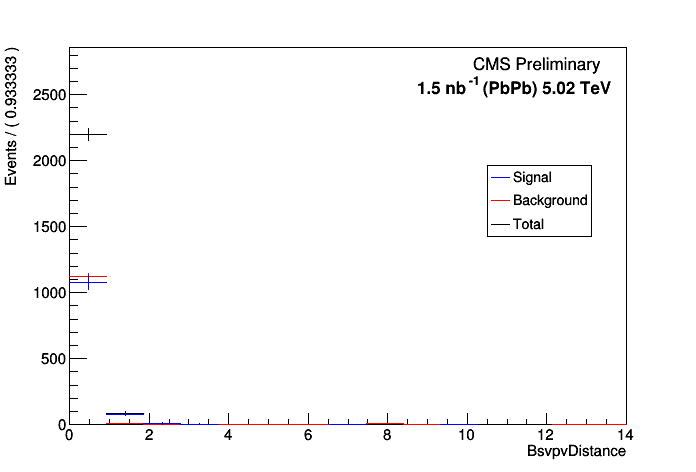 CMS Preliminary
1.5 nb-1 (PbPb) 5.02 TeV
Events / ( 0.933333 )
2500
2000
1500
1000
500
0
Signal
Background
Total
0 2 4 6 8 10 12 14
BsvpvDistance